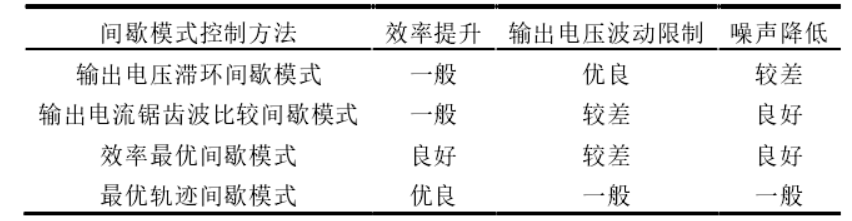 间歇模式控制方法 效率提升 输出电压波动限制 噪声降低
输出电压滞环间歇模式 一般 优良 较差
输出电流锯齿波比较间歇模式 一般 较差 良好
效率最优间歇模式 良好 较差 良好
最优轨迹间歇模式 优良 一般 一般